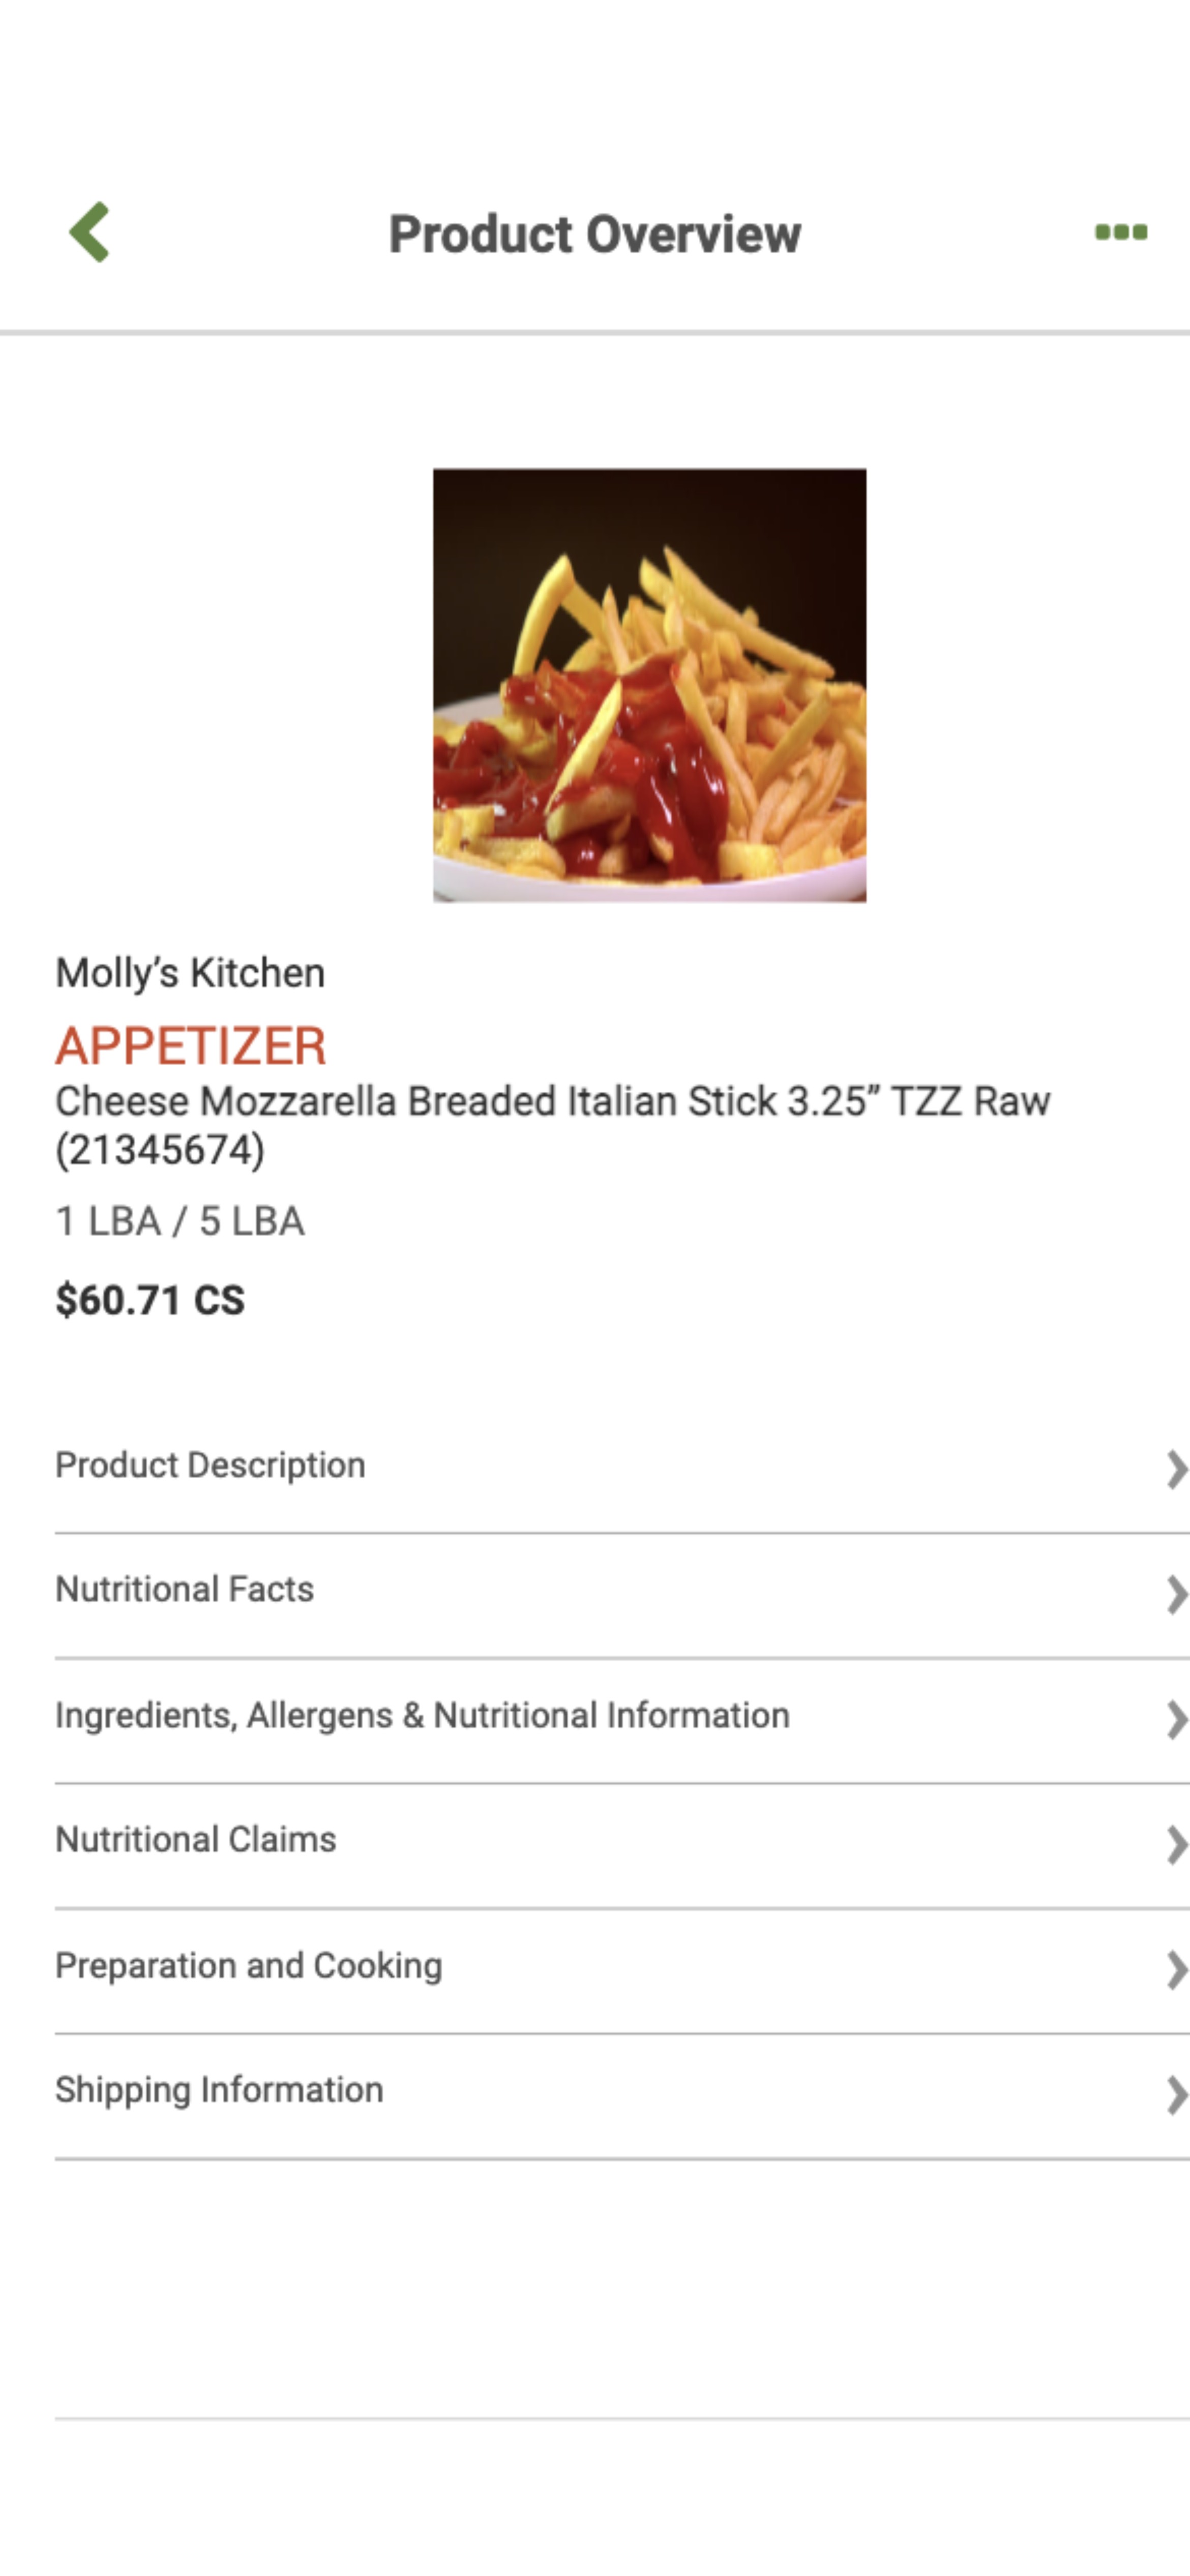 Product Overview
Molly’s Kitchen
APPETIZER
Cheese Mozzarella Breaded Italian Stick 3.25” TZZ Raw
(21345674)
1 LBA / 5 LBA
$60.71 CS
Product Description
Nutritional Facts
Ingredients, Allergens & Nutritional Information
Nutritional Claims
Preparation and Cooking
Shipping Information